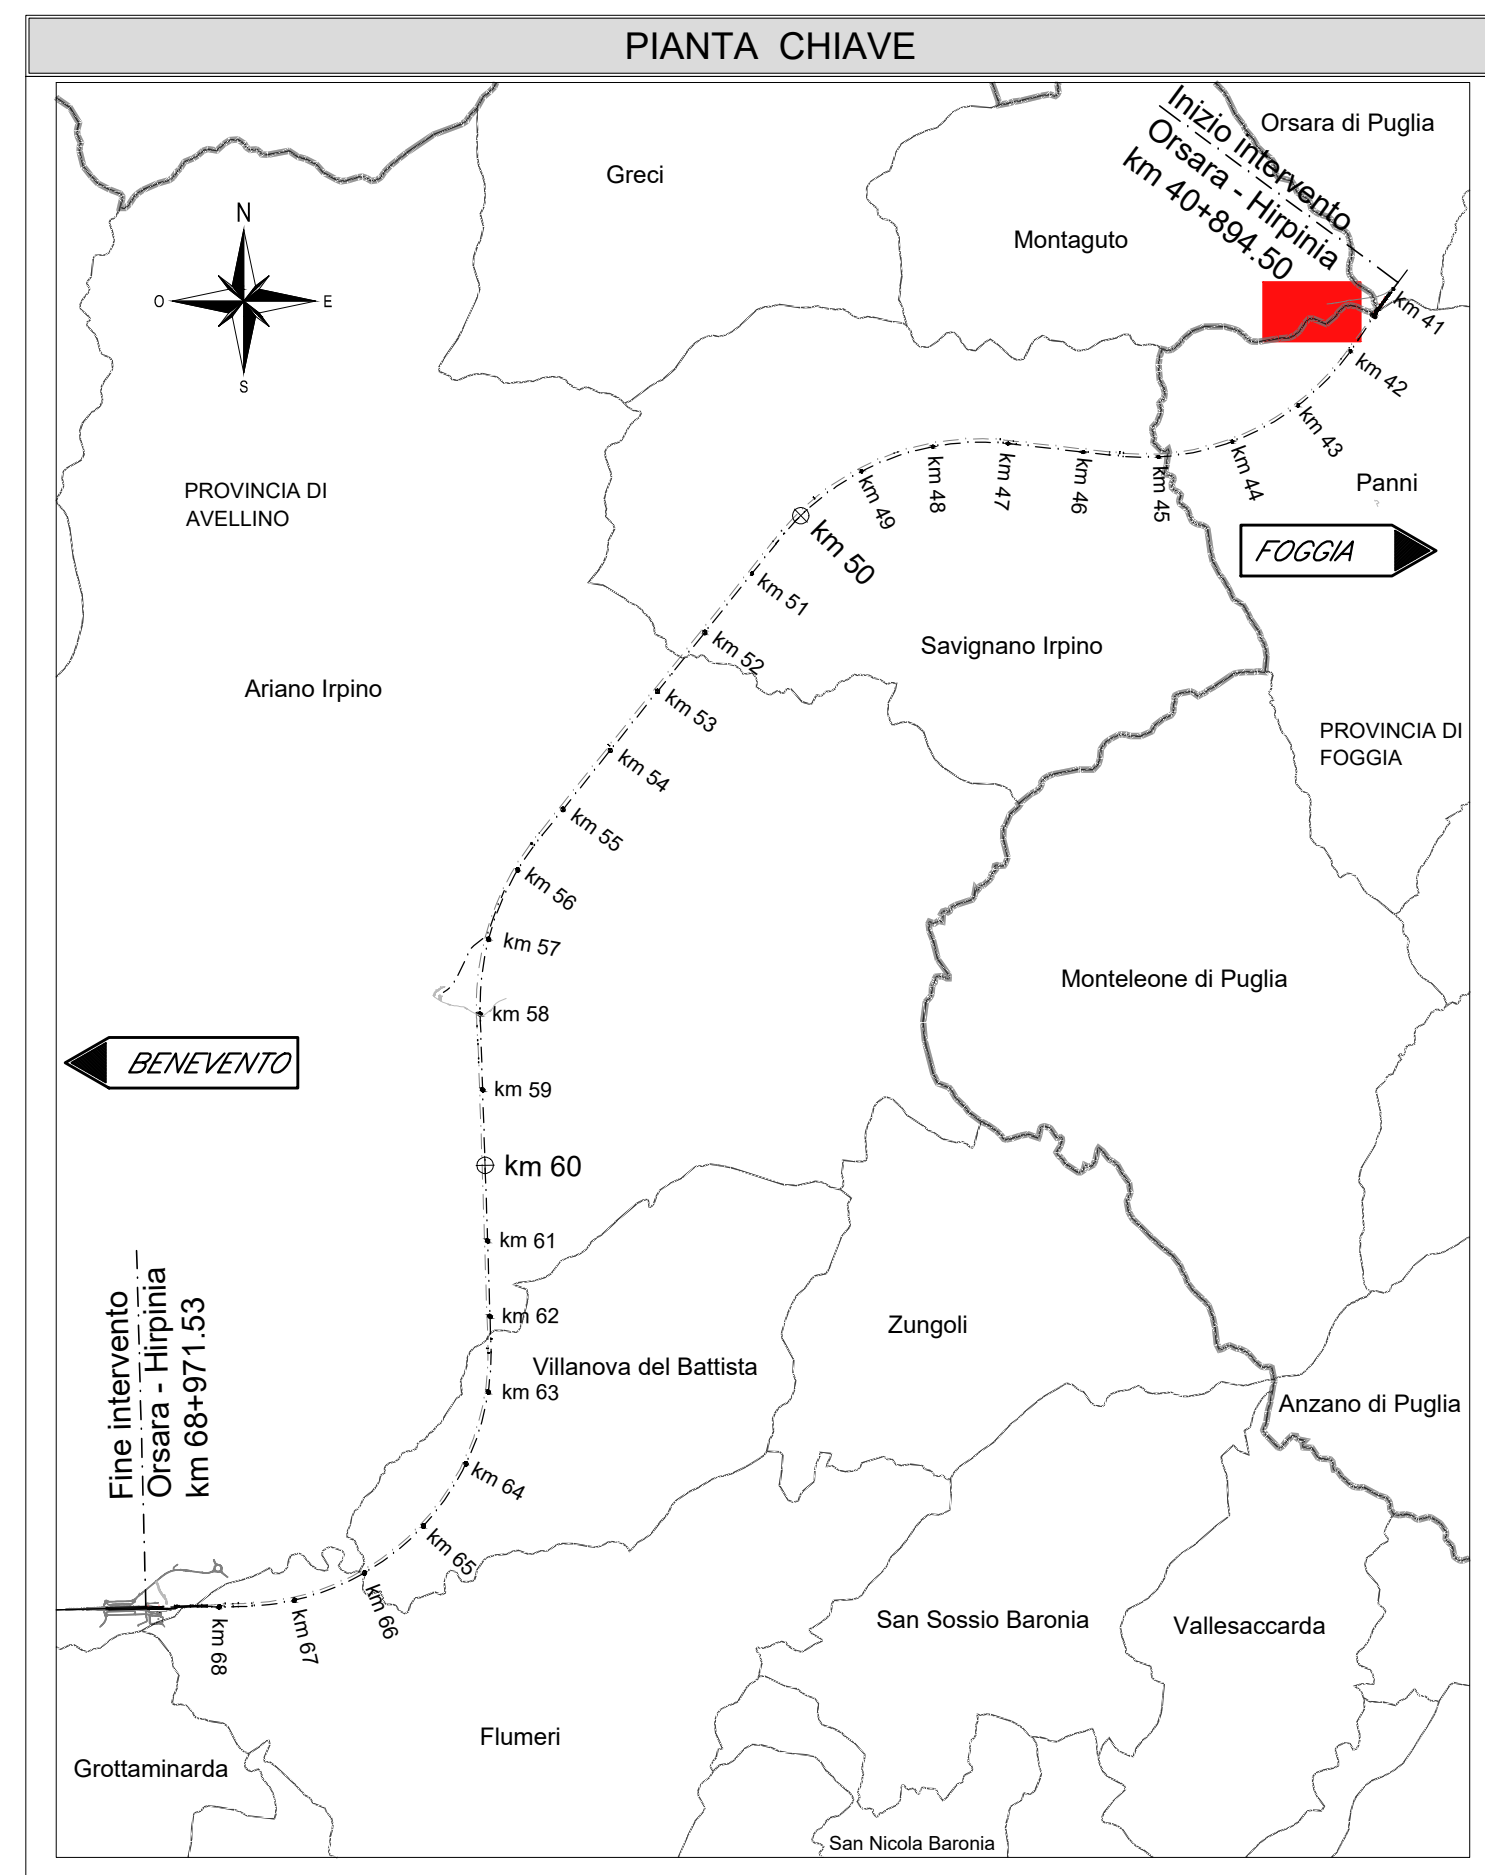 PIANTA CHIAVE
Inizio intervento
Orsara - Hirpinia
km 40+894.50
Orsara di Puglia
Greci
Montaguto
N
O
E
S
km 41
km 42
km 43
km 44
km 45
km 46
km 47
km 48
km 49
km 50
Panni
PROVINCIA DI
AVELLINO
FOGGIA
km 51
km 52
Savignano Irpino
Ariano Irpino
km 53
PROVINCIA DI
FOGGIA
km 54
km 55
km 56
km 57
Monteleone di Puglia
km 58
BENEVENTO
km 59
km 60
km 61
km 62
Zungoli
Villanova del Battista
km 63
Anzano di Puglia
Fine intervento
Orsara - Hirpinia
km 68+971.53
km 64
km 65
km 66
km 67
km 68
San Sossio Baronia
Vallesaccarda
Flumeri
Grottaminarda
San Nicola Baronia